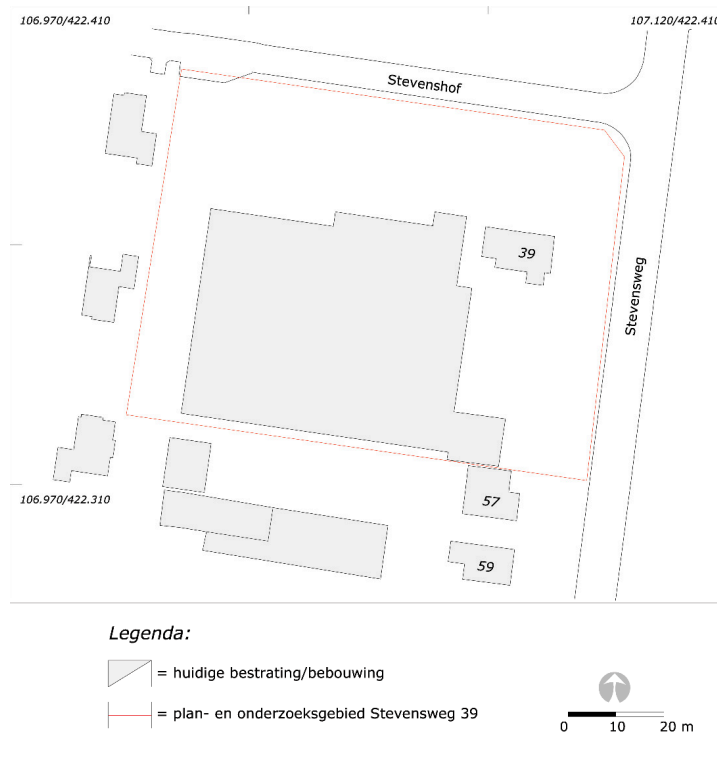 106.970/422.410
107.120/422.410
Stevenshof
39
Stevensweg
106.970/422.310
57
59
Legenda:
= huidige bestrating/bebouwing
= plan- en onderzoeksgebied Stevensweg 39
0 10 20 m